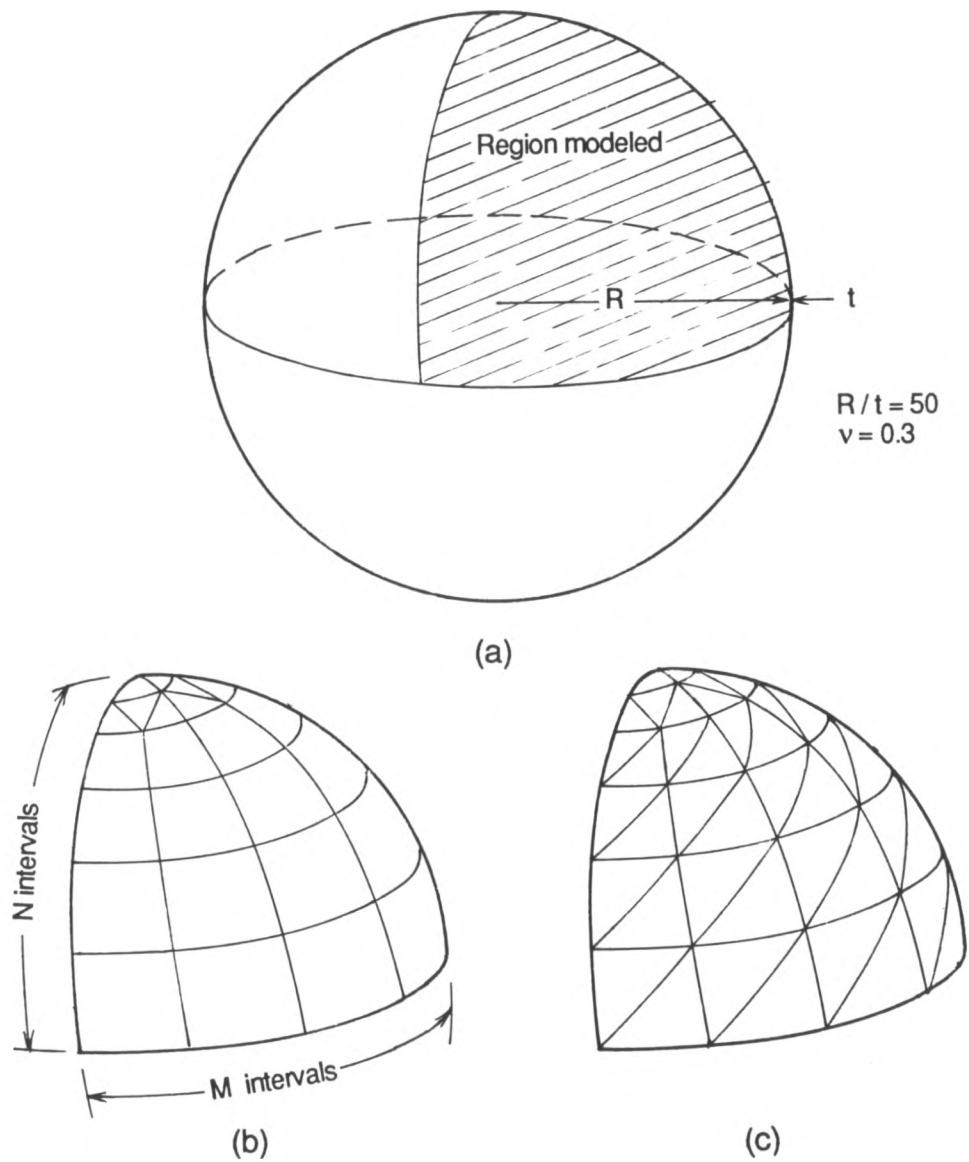 Region modeled
R
t
R / t = 50
ν = 0.3
(a)
N intervals
M intervals
(b)
(c)